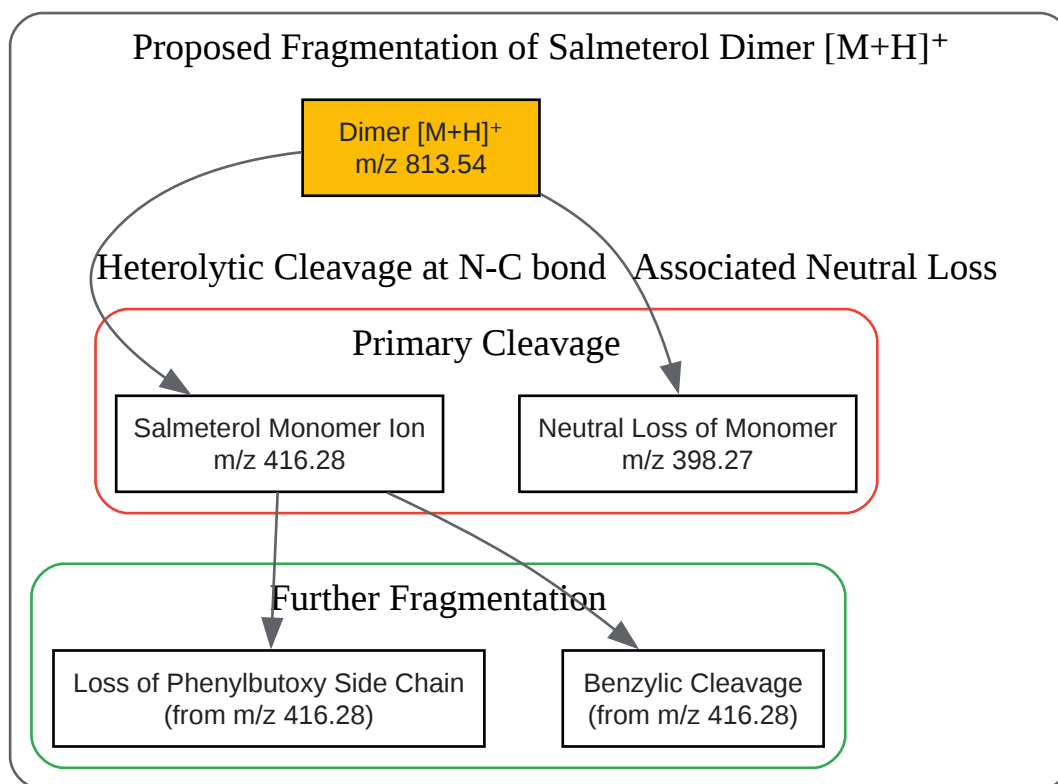 Proposed Fragmentation of Salmeterol Dimer [M+H]⁺
Dimer [M+H]⁺
m/z 813.54
Heterolytic Cleavage at N-C bond
Associated Neutral Loss
Primary Cleavage
Salmeterol Monomer Ion
m/z 416.28
Neutral Loss of Monomer
m/z 398.27
Further Fragmentation
Loss of Phenylbutoxy Side Chain
(from m/z 416.28)
Benzylic Cleavage
(from m/z 416.28)